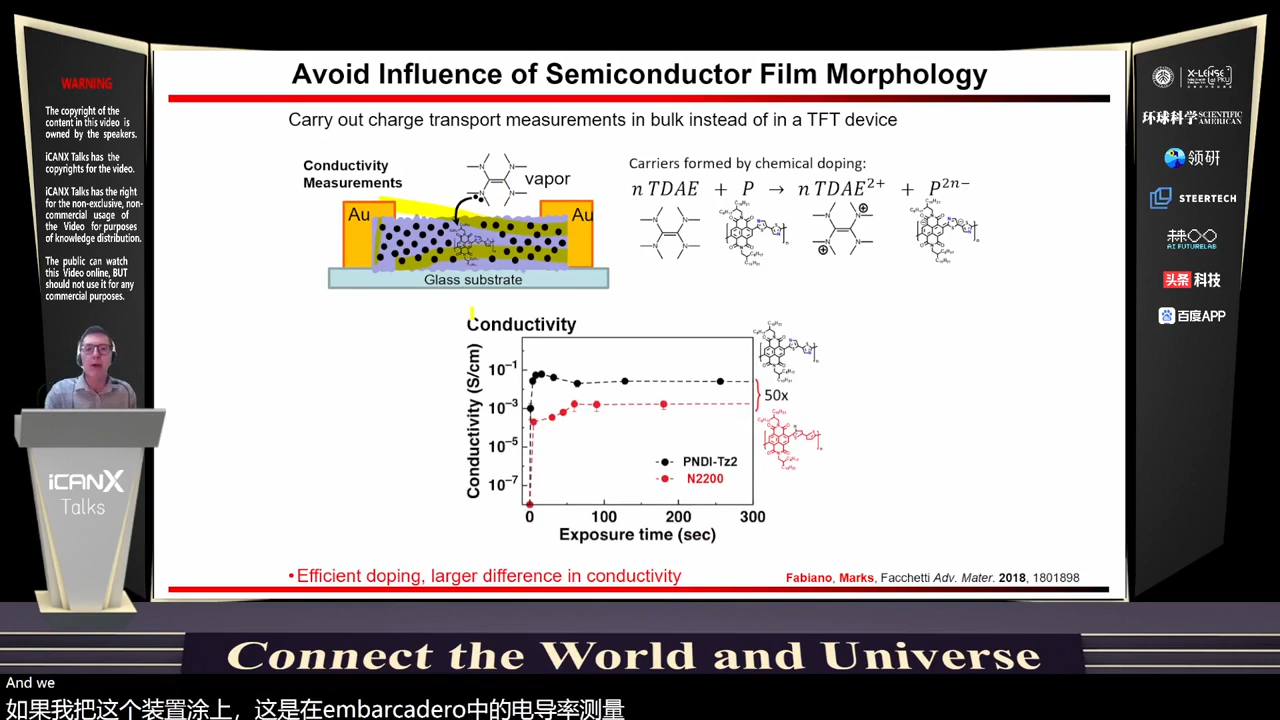 WARNING
The copyright of the
content in this video is
owned by the speakers.
iCANX Talks has the
copyrights for the video.
iCANX Talks has the right
for the non-exclusive, non-
commercial usage of
the Video for purposes
of knowledge distribution.
The public can watch
this Video online, BUT
should not use it for any
commercial purposes.
iCANX
Talks
Avoid Influence of Semiconductor Film Morphology
Carry out charge transport measurements in bulk instead of in a TFT device
Conductivity
Measurements
vapor
Au
Au
Glass substrate
Carriers formed by chemical doping:
n TDAE + P → n TDAE²⁺ + P²ⁿ⁻
Conductivity
Conductivity (S/cm)
10⁻¹
10⁻³
10⁻⁵
10⁻⁷
0 100 200 300
Exposure time (sec)
PNDI-Tz2
N2200
50x
•Efficient doping, larger difference in conductivity
Fabiano, Marks, Facchetti Adv. Mater. 2018, 1801898
X-LENSE
环球科学 SCIENTIFIC AMERICAN
领研
STEERTECH
AI FUTURELAB
头条 科技
百度APP
Connect the World and Universe
And we
如果我把这个装置涂上，这是在embarcadero中的电导率测量